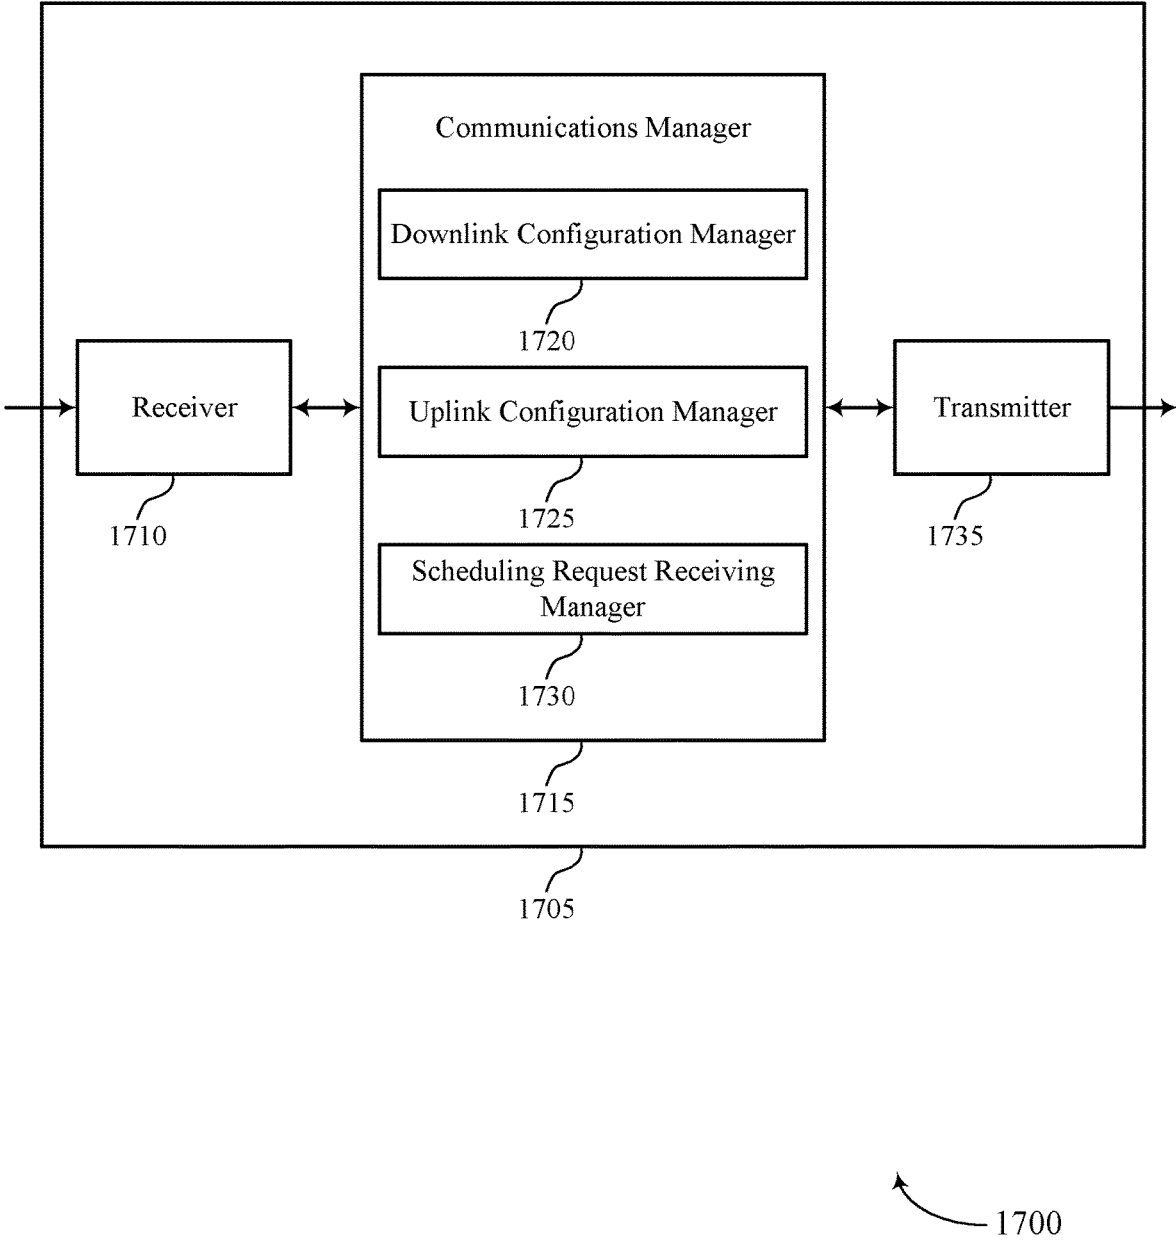 Communications Manager
Downlink Configuration Manager
1720
Receiver
1710
Uplink Configuration Manager
1725
Transmitter
1735
Scheduling Request Receiving
Manager
1730
1715
1705
1700